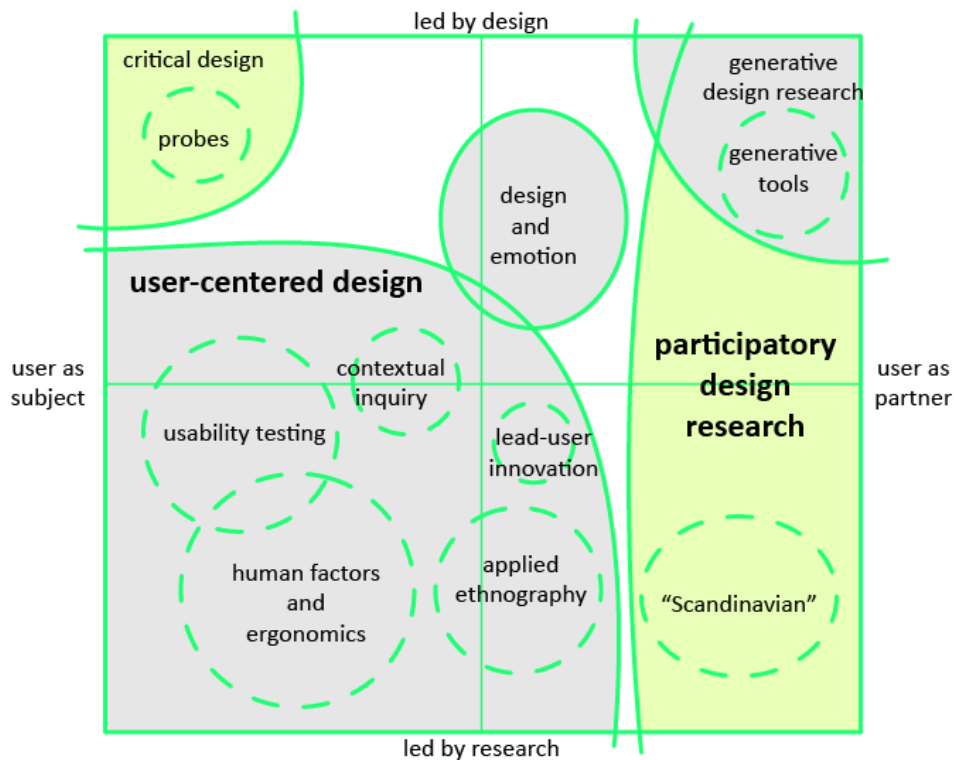 led by design
critical design
probes
generative
design research
generative
tools
design
and
emotion
user-centered design
participatory
design
research
user as
subject
user as
partner
contextual
inquiry
usability testing
lead-user
innovation
human factors
and
ergonomics
applied
ethnography
“Scandinavian”
led by research